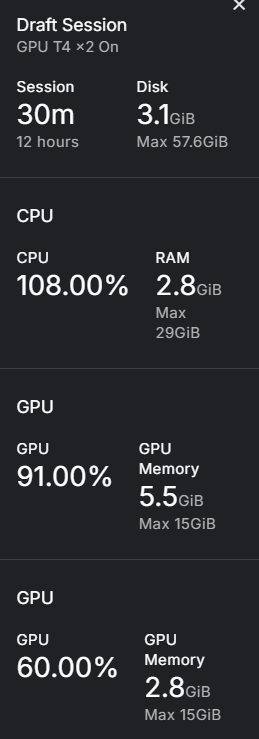 Draft Session
GPU T4 ×2 On
Session Disk
30m 3.1GiB
12 hours Max 57.6GiB
CPU
CPU RAM
108.00% 2.8GiB
Max
29GiB
GPU
GPU GPU
Memory
91.00% 5.5GiB
Max 15GiB
GPU
GPU GPU
Memory
60.00% 2.8GiB
Max 15GiB